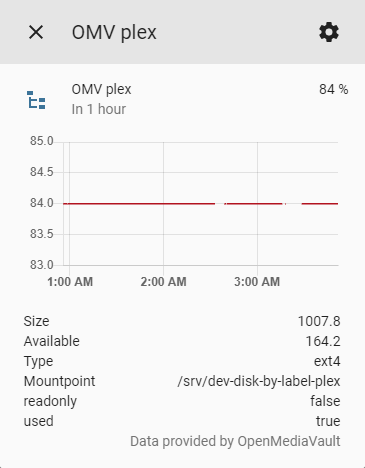 OMV plex
OMV plex 84 %
In 1 hour
85.0
84.5
84.0
83.5
83.0
1:00 AM 2:00 AM 3:00 AM
Size 1007.8
Available 164.2
Type ext4
Mountpoint /srv/dev-disk-by-label-plex
readonly false
used true
Data provided by OpenMediaVault